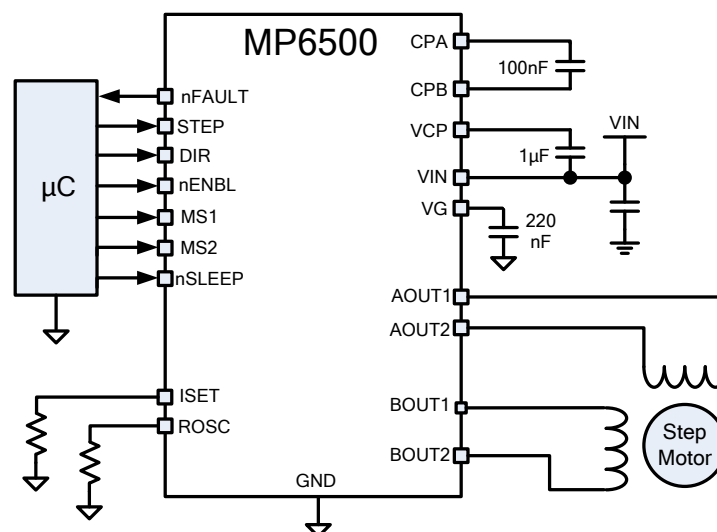 MP6500
µC
nFAULT
STEP
DIR
nENBL
MS1
MS2
nSLEEP
ISET
ROSC
GND
CPA
CPB
VCP
VIN
VG
AOUT1
AOUT2
BOUT1
BOUT2
100nF
1µF
VIN
220
nF
Step
Motor